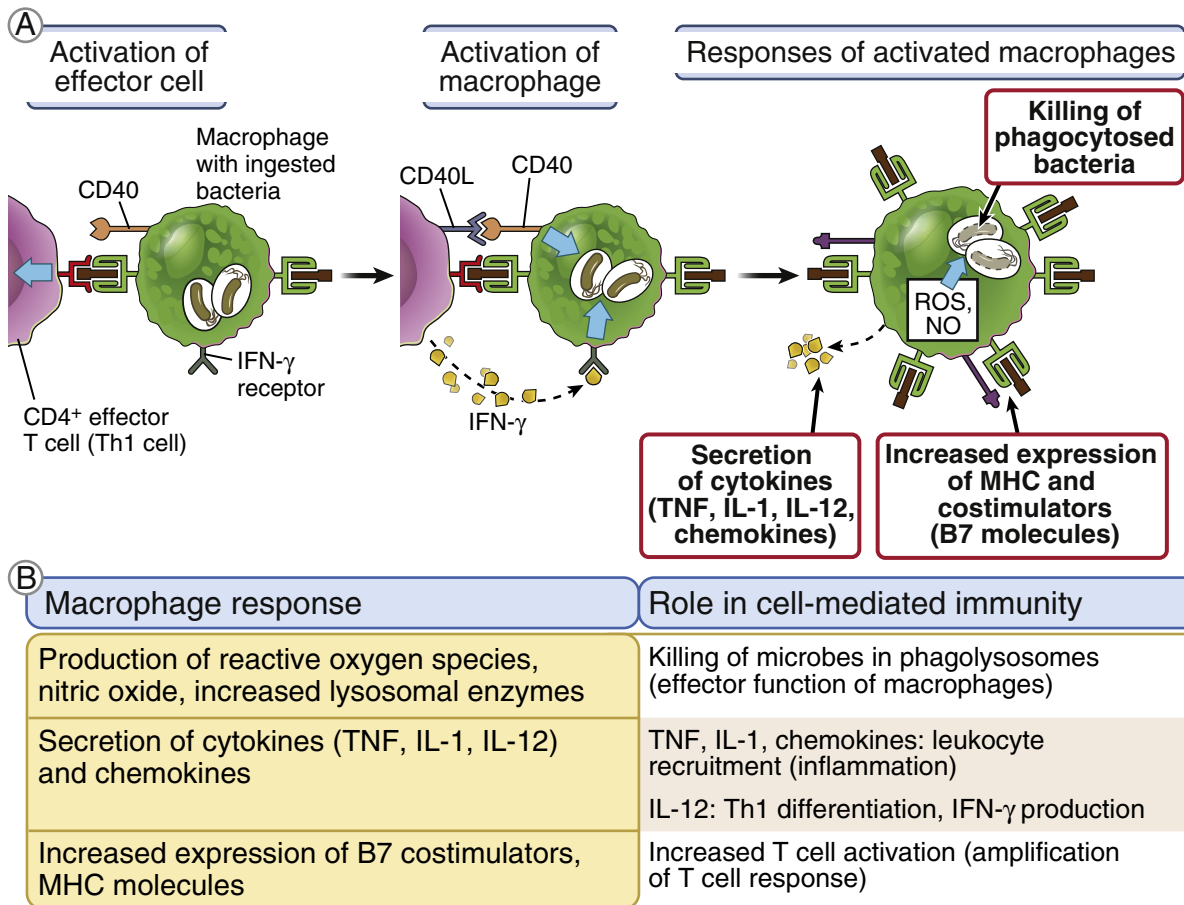 A
Activation of
effector cell
Activation of
macrophage
Responses of activated macrophages
Killing of
phagocytosed
bacteria
Macrophage
with ingested
bacteria
CD40
CD40L
CD40
ROS,
NO
IFN-γ
receptor
CD4+ effector
T cell (Th1 cell)
IFN-γ
Secretion
of cytokines
(TNF, IL-1, IL-12,
chemokines)
Increased expression
of MHC and
costimulators
(B7 molecules)
B
Macrophage response
Role in cell-mediated immunity
Production of reactive oxygen species,
nitric oxide, increased lysosomal enzymes
Killing of microbes in phagolysosomes
(effector function of macrophages)
Secretion of cytokines (TNF, IL-1, IL-12)
and chemokines
TNF, IL-1, chemokines: leukocyte
recruitment (inflammation)
IL-12: Th1 differentiation, IFN-γ production
Increased expression of B7 costimulators,
MHC molecules
Increased T cell activation (amplification
of T cell response)